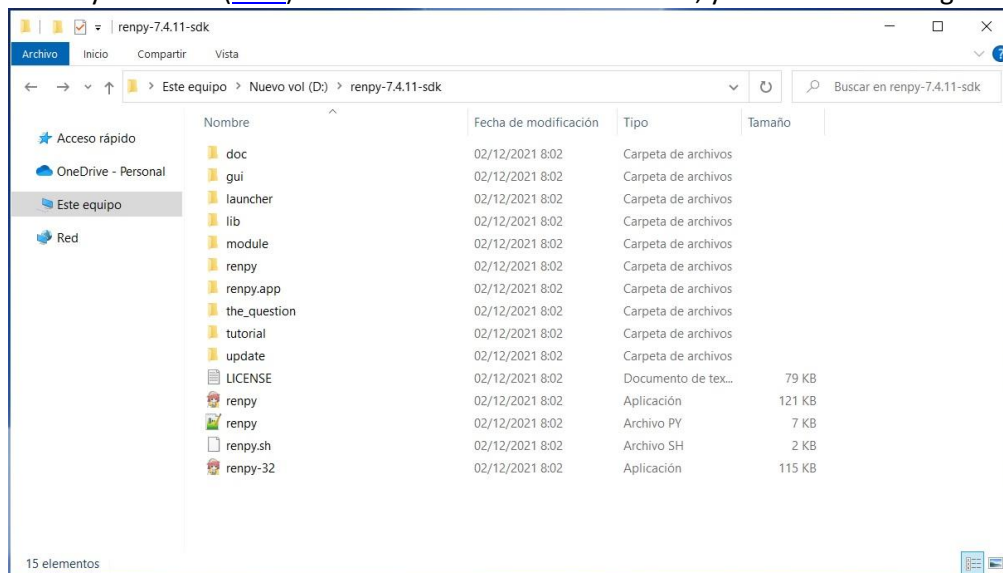 renpy-7.4.11-sdk
Archivo Inicio Compartir Vista
Este equipo > Nuevo vol (D:) > renpy-7.4.11-sdk
Buscar en renpy-7.4.11-sdk
Nombre Fecha de modificación Tipo Tamaño
Acceso rápido
OneDrive - Personal
Este equipo
Red
doc 02/12/2021 8:02 Carpeta de archivos
gui 02/12/2021 8:02 Carpeta de archivos
launcher 02/12/2021 8:02 Carpeta de archivos
lib 02/12/2021 8:02 Carpeta de archivos
module 02/12/2021 8:02 Carpeta de archivos
renpy 02/12/2021 8:02 Carpeta de archivos
renpy.app 02/12/2021 8:02 Carpeta de archivos
the_question 02/12/2021 8:02 Carpeta de archivos
tutorial 02/12/2021 8:02 Carpeta de archivos
update 02/12/2021 8:02 Carpeta de archivos
LICENSE 02/12/2021 8:02 Documento de tex... 79 KB
renpy 02/12/2021 8:02 Aplicación 121 KB
renpy 02/12/2021 8:02 Archivo PY 7 KB
renpy.sh 02/12/2021 8:02 Archivo SH 2 KB
renpy-32 02/12/2021 8:02 Aplicación 115 KB
15 elementos